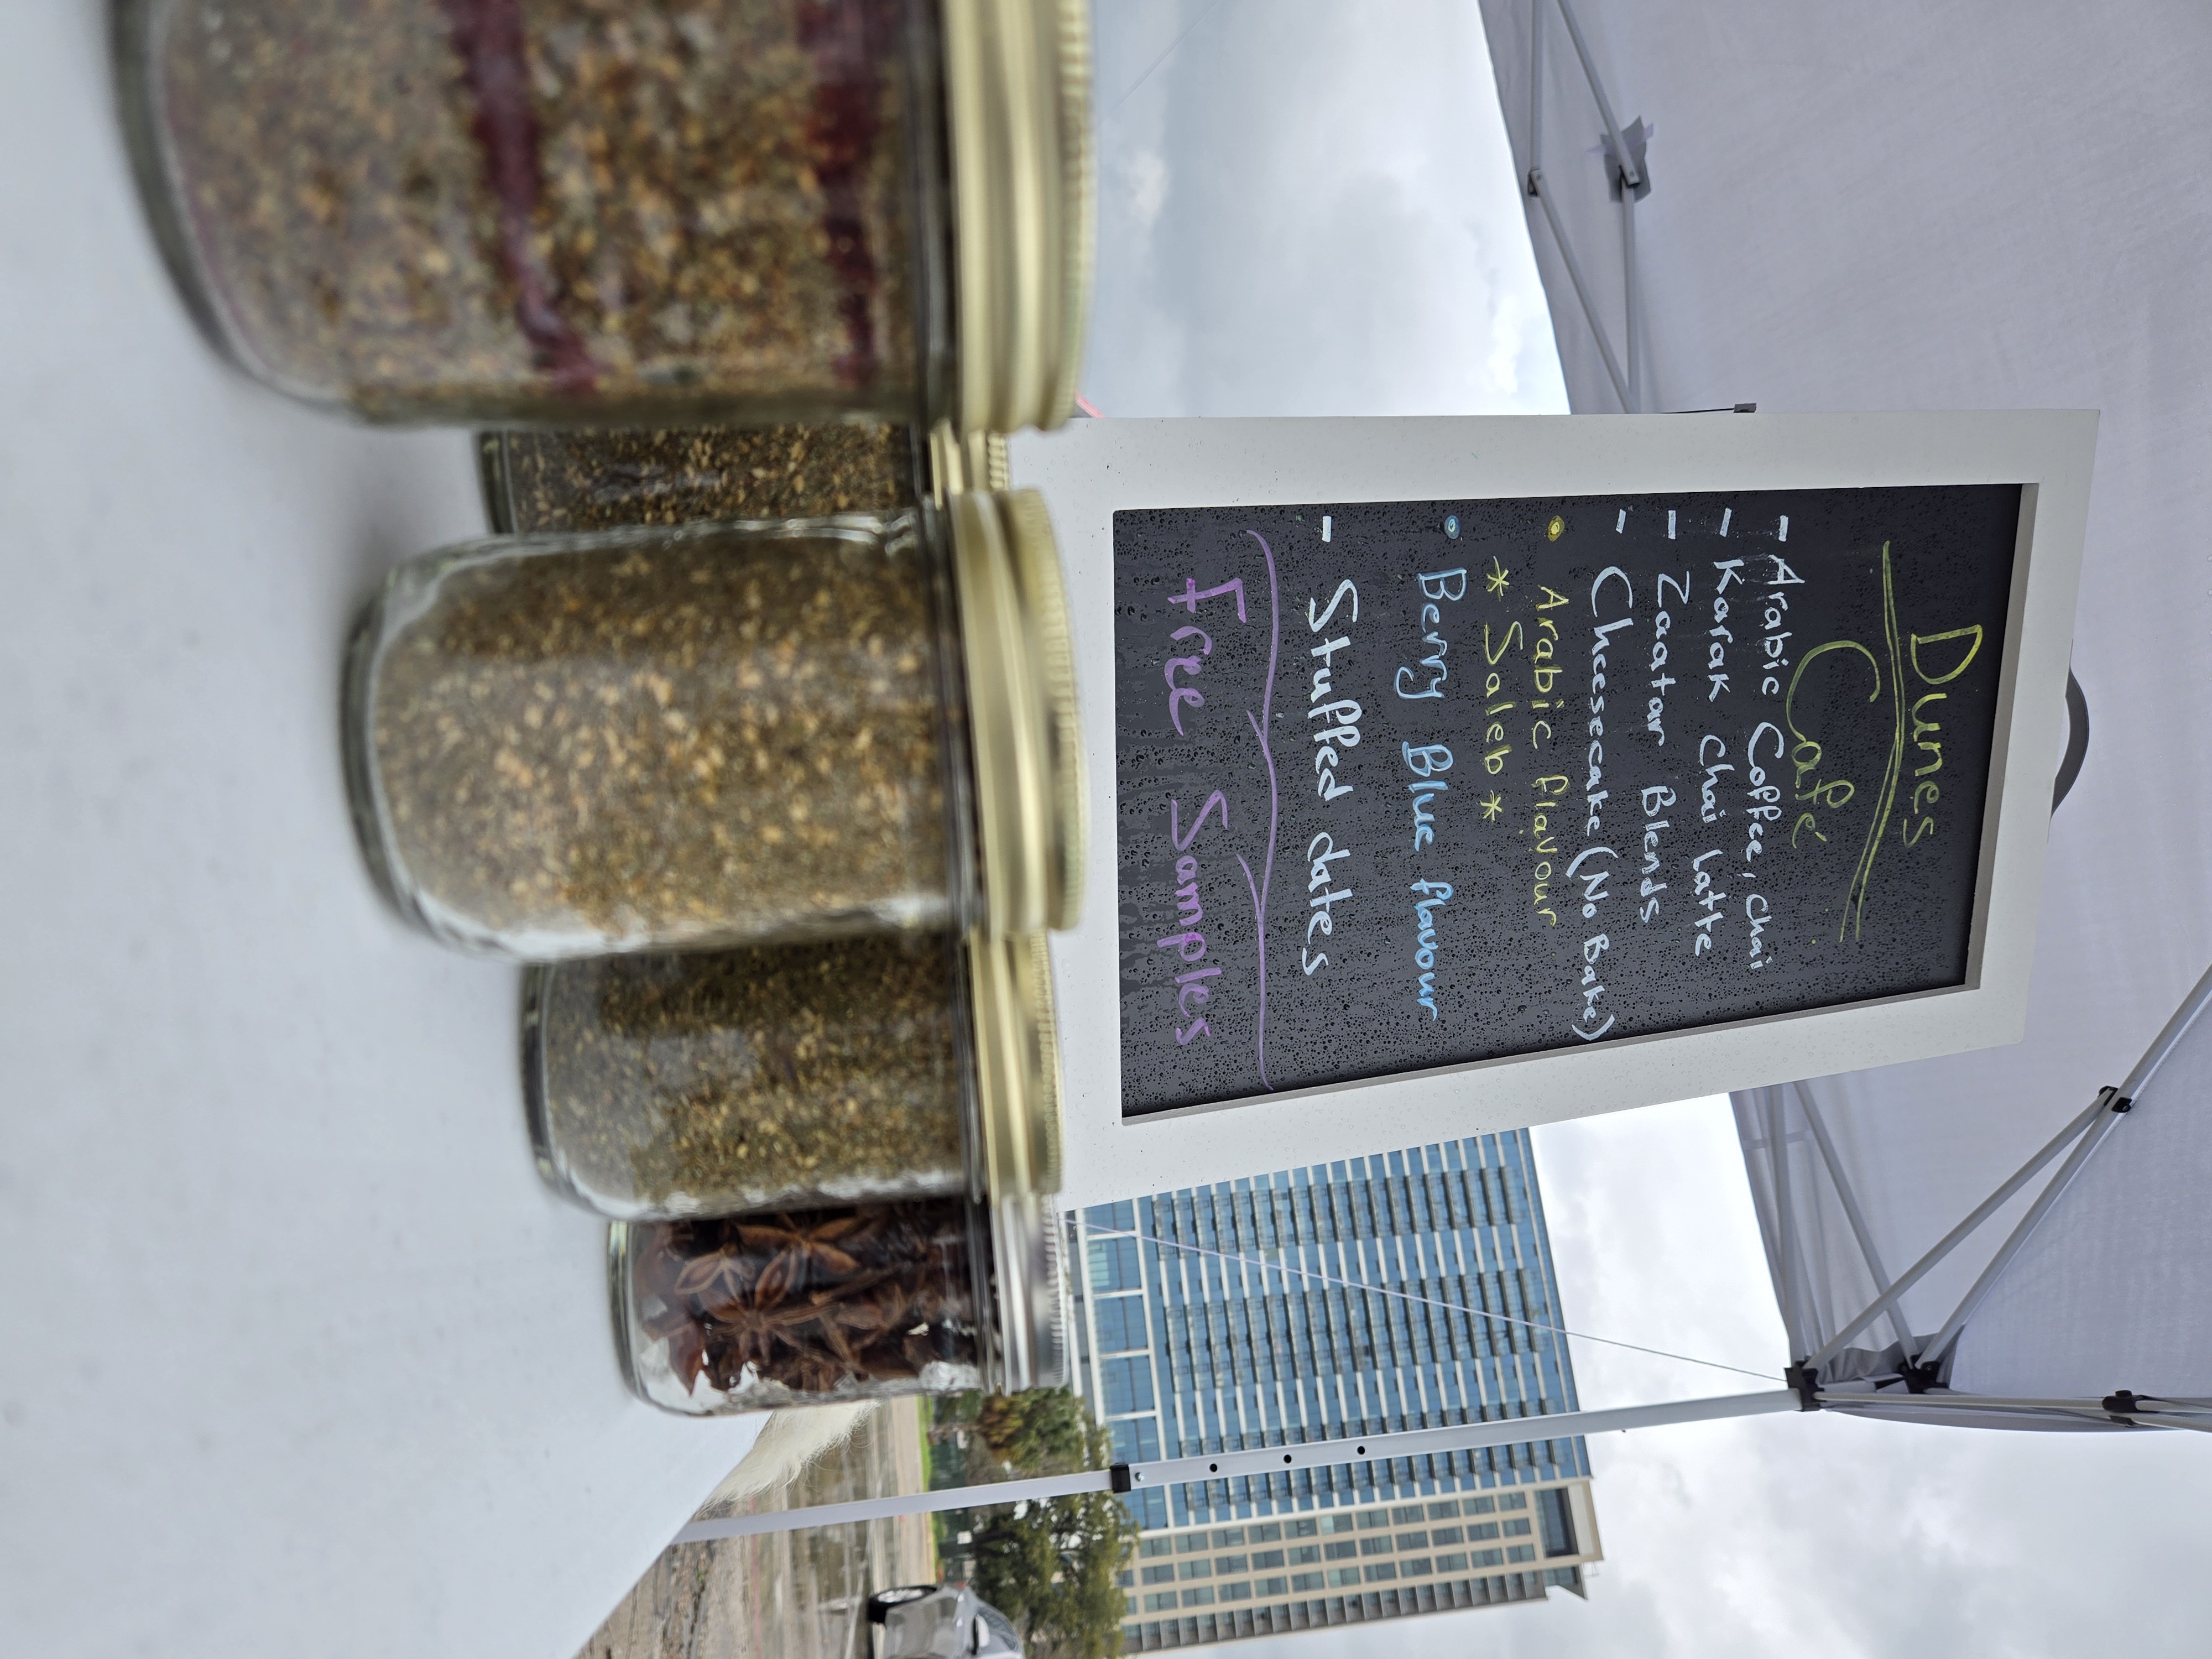 Dunes
Café
- Arabic Coffee, chai
- Karak chai latte
- Zaatar Blends
- Cheesecake (No Bake)
• Arabic flavour
* Saleb *
• Berry Blue flavour
- Stuffed dates
Free Samples